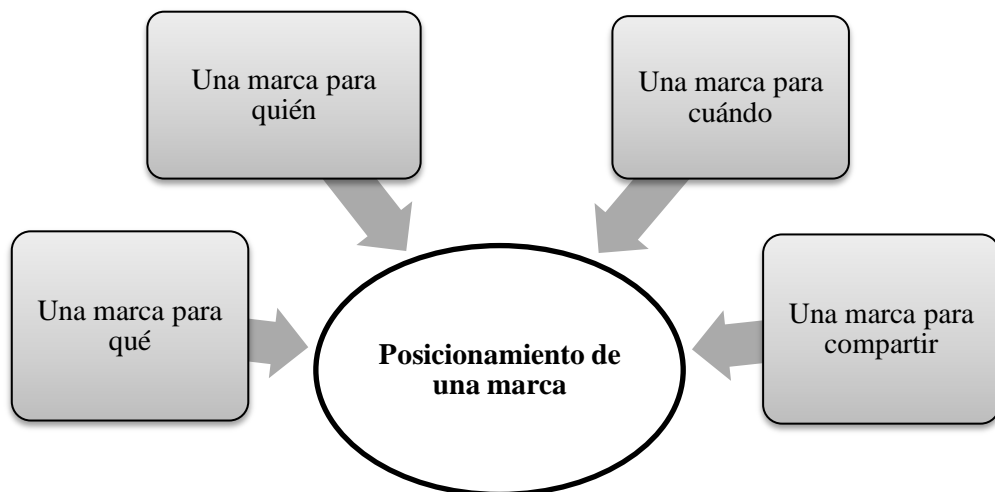 Una marca para
quién
Una marca para
cuándo
Una marca para
qué
Posicionamiento de
una marca
Una marca para
compartir